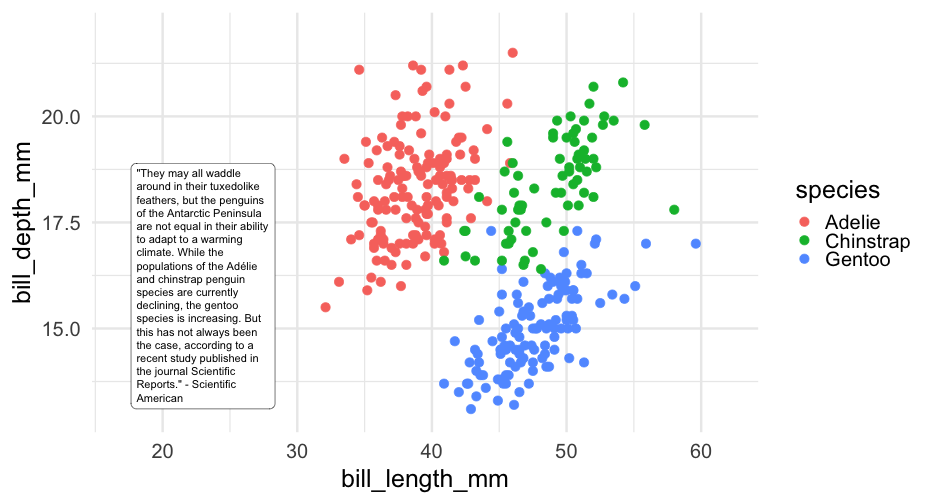 20.0
17.5
15.0
bill_depth_mm
"They may all waddle
around in their tuxedolike
feathers, but the penguins
of the Antarctic Peninsula
are not equal in their ability
to adapt to a warming
climate. While the
populations of the Adélie
and chinstrap penguin
species are currently
declining, the gentoo
species is increasing. But
this has not always been
the case, according to a
recent study published in
the journal Scientific
Reports." - Scientific
American
20 30 40 50 60
bill_length_mm
species
Adelie
Chinstrap
Gentoo